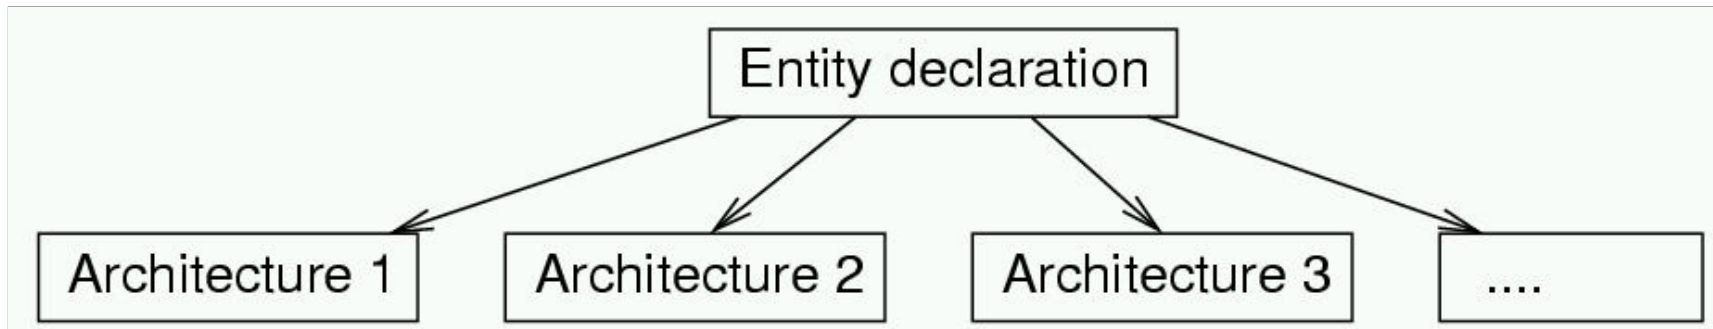 Entity declaration
Architecture 1
Architecture 2
Architecture 3
....